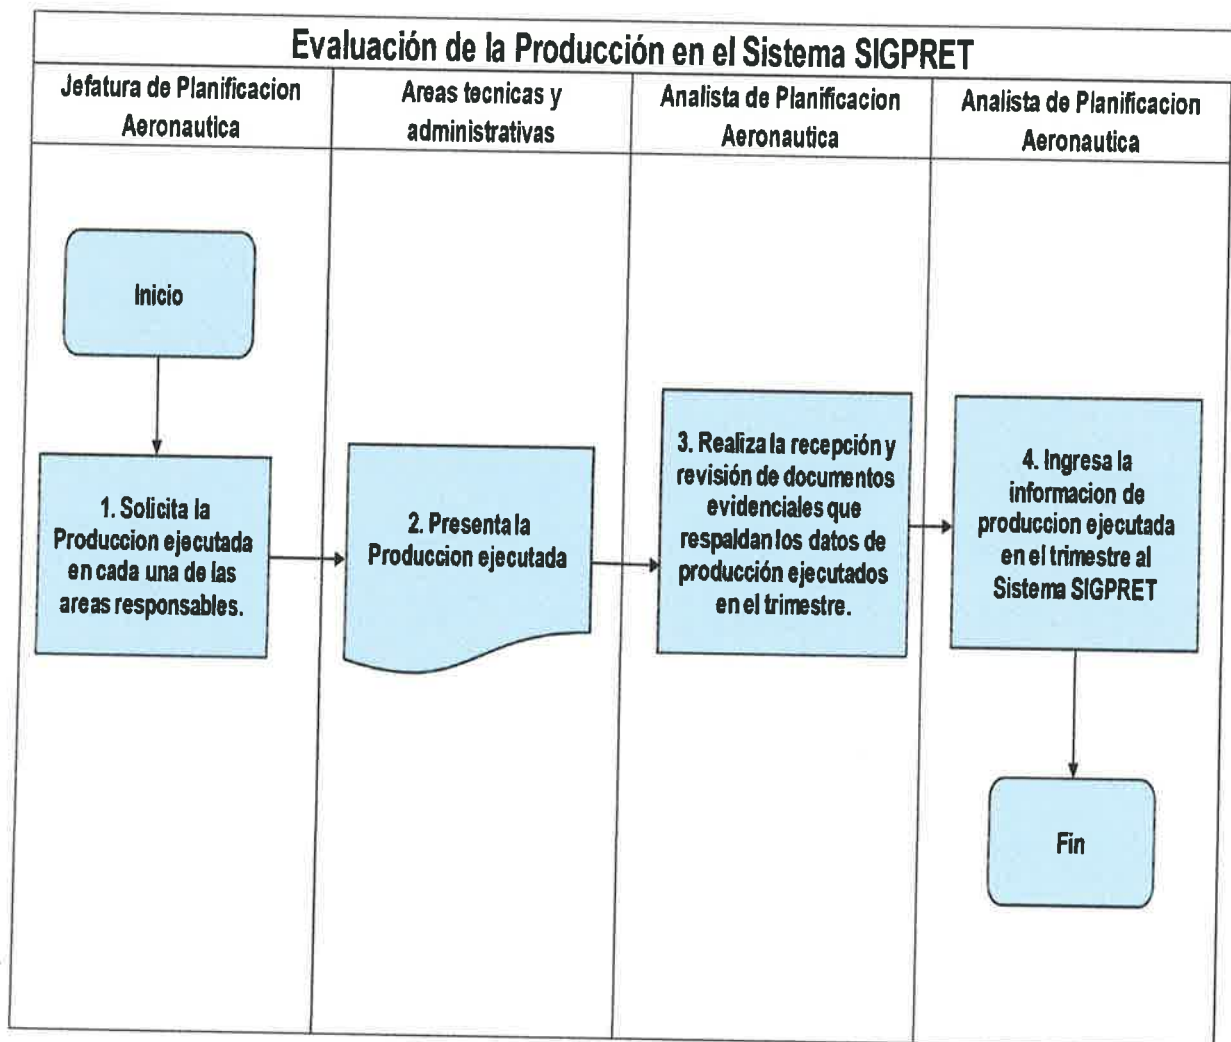 Evaluación de la Producción en el Sistema SIGPRET
Jefatura de Planificacion
Aeronautica
Areas tecnicas y
administrativas
Analista de Planificacion
Aeronautica
Analista de Planificacion
Aeronautica
Inicio
1. Solicita la
Produccion ejecutada
en cada una de las
areas responsables.
2. Presenta la
Produccion ejecutada
3. Realiza la recepción y
revisión de documentos
evidenciales que
respaldan los datos de
producción ejecutados
en el trimestre.
4. Ingresa la
informacion de
produccion ejecutada
en el trimestre al
Sistema SIGPRET
Fin